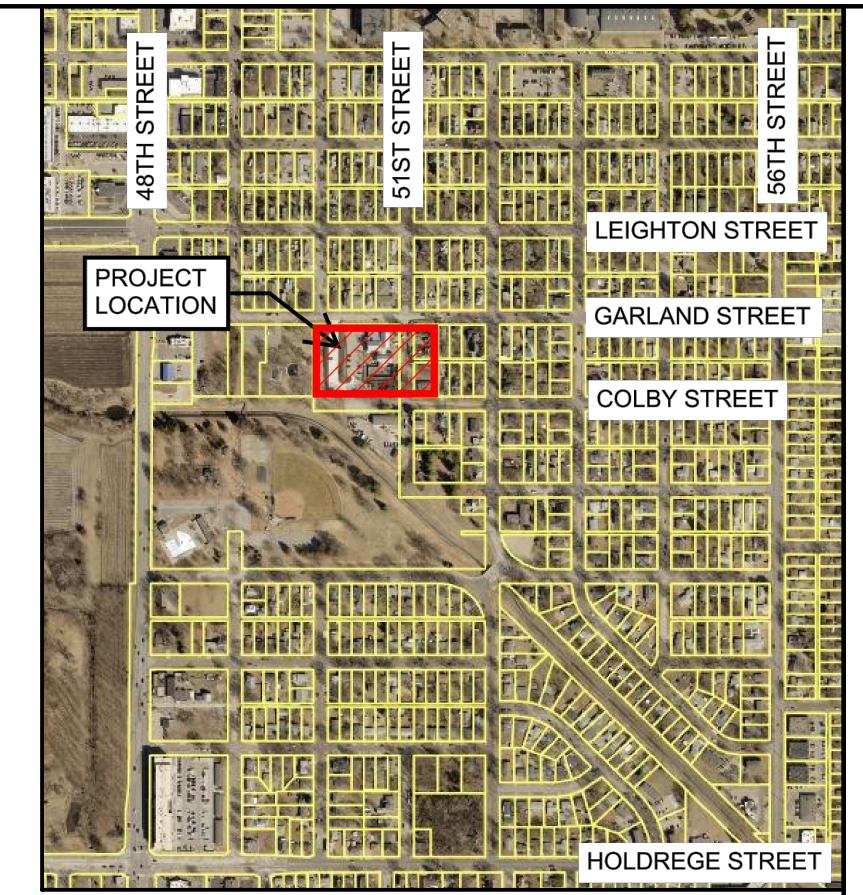 48TH STREET
51ST STREET
56TH STREET
LEIGHTON STREET
PROJECT
LOCATION
GARLAND STREET
COLBY STREET
HOLDREGE STREET